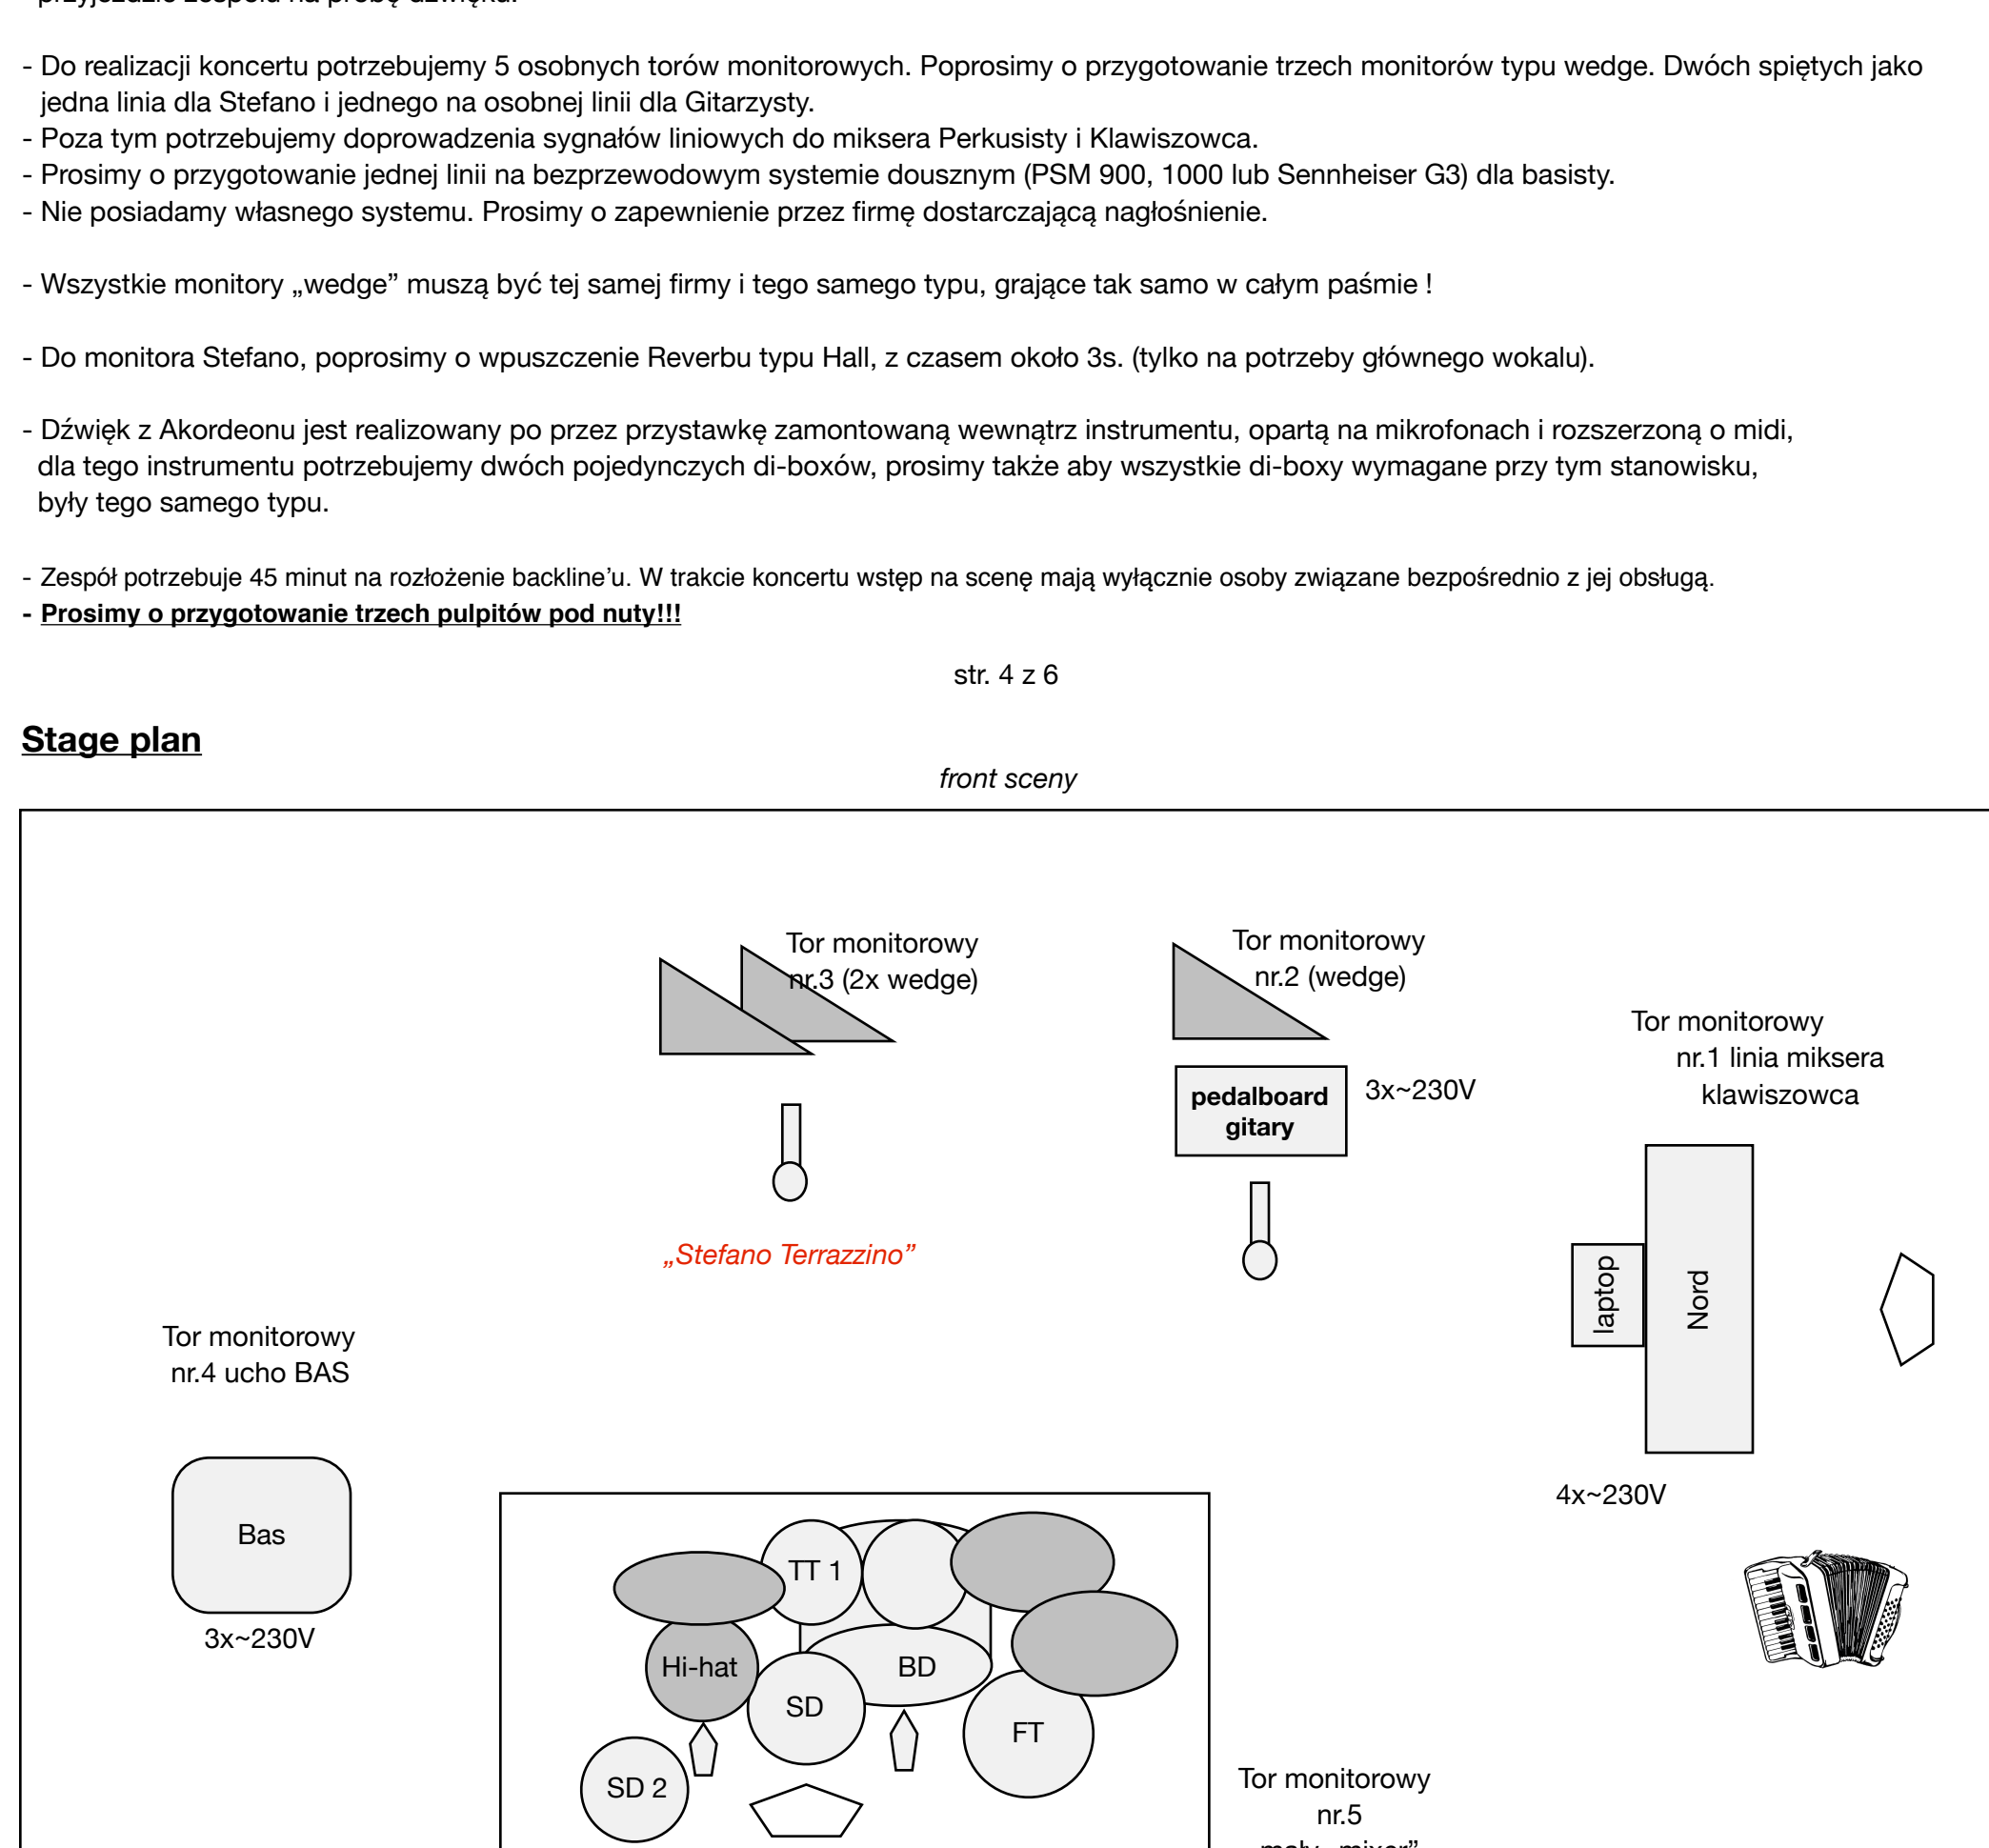 przyjeździe zespołu na próbę dźwięku.
- Do realizacji koncertu potrzebujemy 5 osobnych torów monitorowych. Poprosimy o przygotowanie trzech monitorów typu wedge. Dwóch spiętych jako
jedna linia dla Stefano i jednego na osobnej linii dla Gitarzysty.
- Poza tym potrzebujemy doprowadzenia sygnałów liniowych do miksera Perkusisty i Klawiszowca.
- Prosimy o przygotowanie jednej linii na bezprzewodowym systemie dousznym (PSM 900, 1000 lub Sennheiser G3) dla basisty.
- Nie posiadamy własnego systemu. Prosimy o zapewnienie przez firmę dostarczającą nagłośnienie.
- Wszystkie monitory „wedge” muszą być tej samej firmy i tego samego typu, grające tak samo w całym paśmie !
- Do monitora Stefano, poprosimy o wpuszczenie Reverbu typu Hall, z czasem około 3s. (tylko na potrzeby głównego wokalu).
- Dźwięk z Akordeonu jest realizowany po przez przystawkę zamontowaną wewnątrz instrumentu, opartą na mikrofonach i rozszerzoną o midi,
dla tego instrumentu potrzebujemy dwóch pojedynczych di-boxów, prosimy także aby wszystkie di-boxy wymagane przy tym stanowisku,
były tego samego typu.
- Zespół potrzebuje 45 minut na rozłożenie backline’u. W trakcie koncertu wstęp na scenę mają wyłącznie osoby związane bezpośrednio z jej obsługą.
- Prosimy o przygotowanie trzech pulpitów pod nuty!!!
str. 4 z 6
Stage plan
front sceny
Tor monitorowy
nr.3 (2x wedge)
Tor monitorowy
nr.2 (wedge)
Tor monitorowy
nr.1 linia miksera
klawiszowca
pedalboard
gitary
3x~230V
„Stefano Terrazzino”
laptop
Nord
Tor monitorowy
nr.4 ucho BAS
4x~230V
Bas
3x~230V
TT 1
Hi-hat
BD
SD
FT
SD 2
Tor monitorowy
nr.5
mały „mixer”